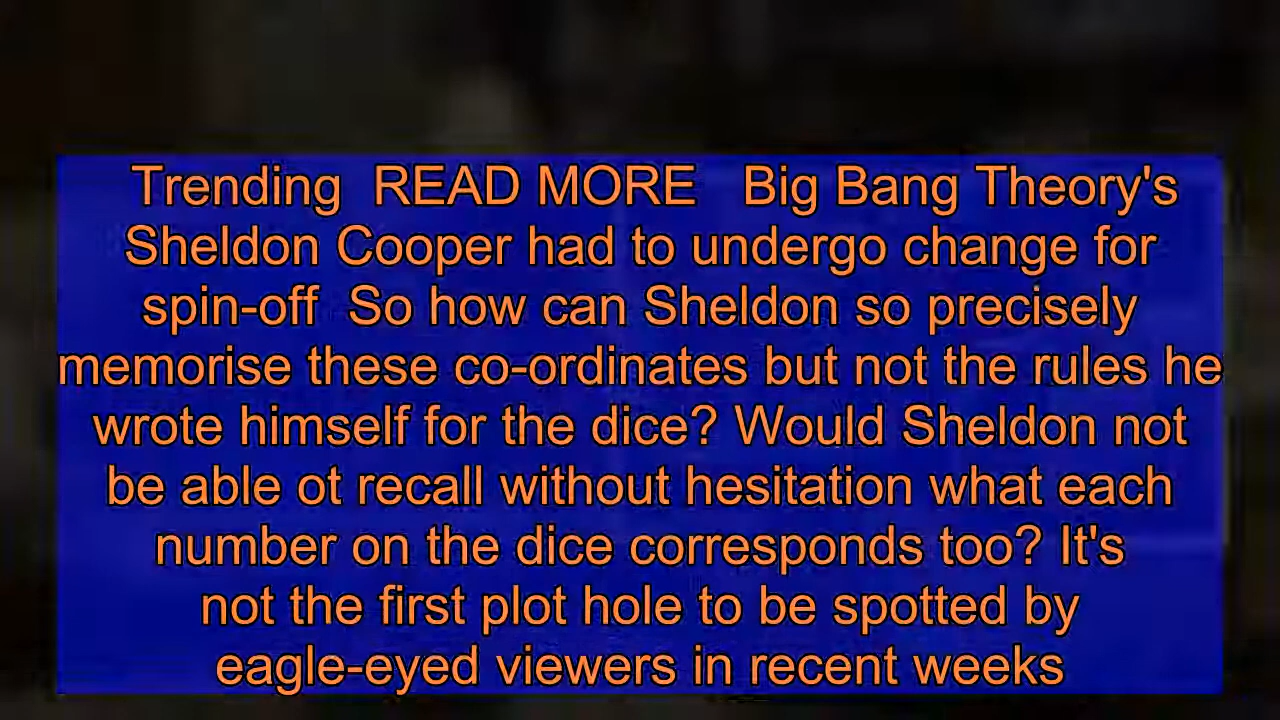 Trending  READ MORE   Big Bang Theory's
Sheldon Cooper had to undergo change for
spin-off  So how can Sheldon so precisely
memorise these co-ordinates but not the rules he
wrote himself for the dice? Would Sheldon not
be able ot recall without hesitation what each
number on the dice corresponds too? It's
not the first plot hole to be spotted by
eagle-eyed viewers in recent weeks